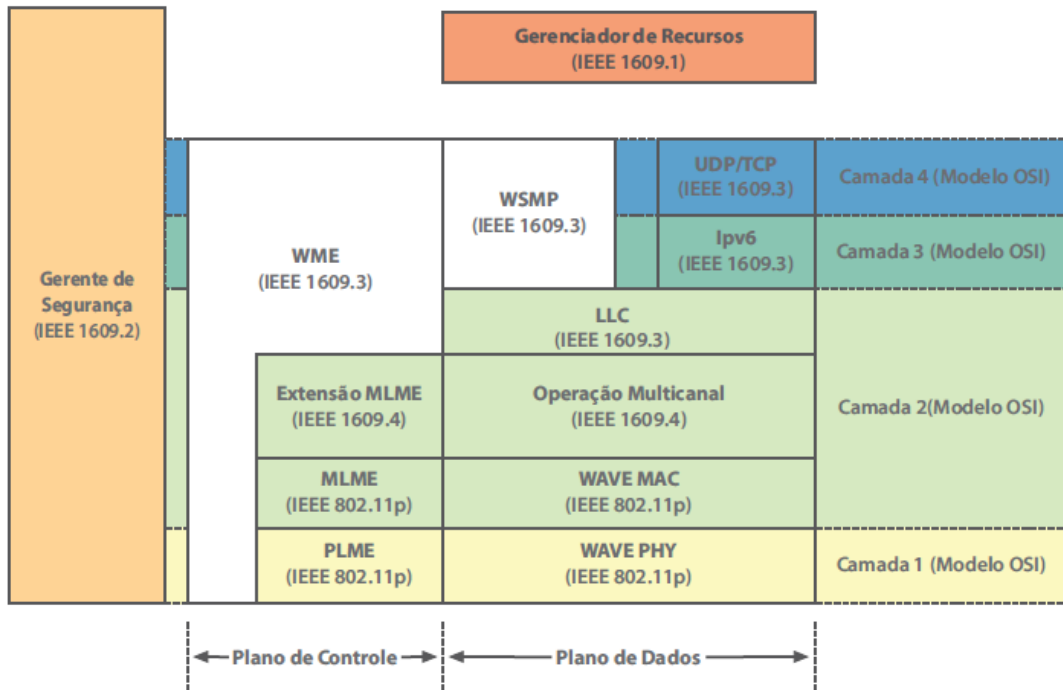 Gerenciador de Recursos
(IEEE 1609.1)
UDP/TCP
(IEEE 1609.3)
Camada 4 (Modelo OSI)
WSMP
(IEEE 1609.3)
Ipv6
(IEEE 1609.3)
Camada 3 (Modelo OSI)
WME
(IEEE 1609.3)
Gerente de
Segurança
(IEEE 1609.2)
LLC
(IEEE 1609.3)
Extensão MLME
(IEEE 1609.4)
Operação Multicanal
(IEEE 1609.4)
Camada 2(Modelo OSI)
MLME
(IEEE 802.11p)
WAVE MAC
(IEEE 802.11p)
PLME
(IEEE 802.11p)
WAVE PHY
(IEEE 802.11p)
Camada 1 (Modelo OSI)
Plano de Controle
Plano de Dados